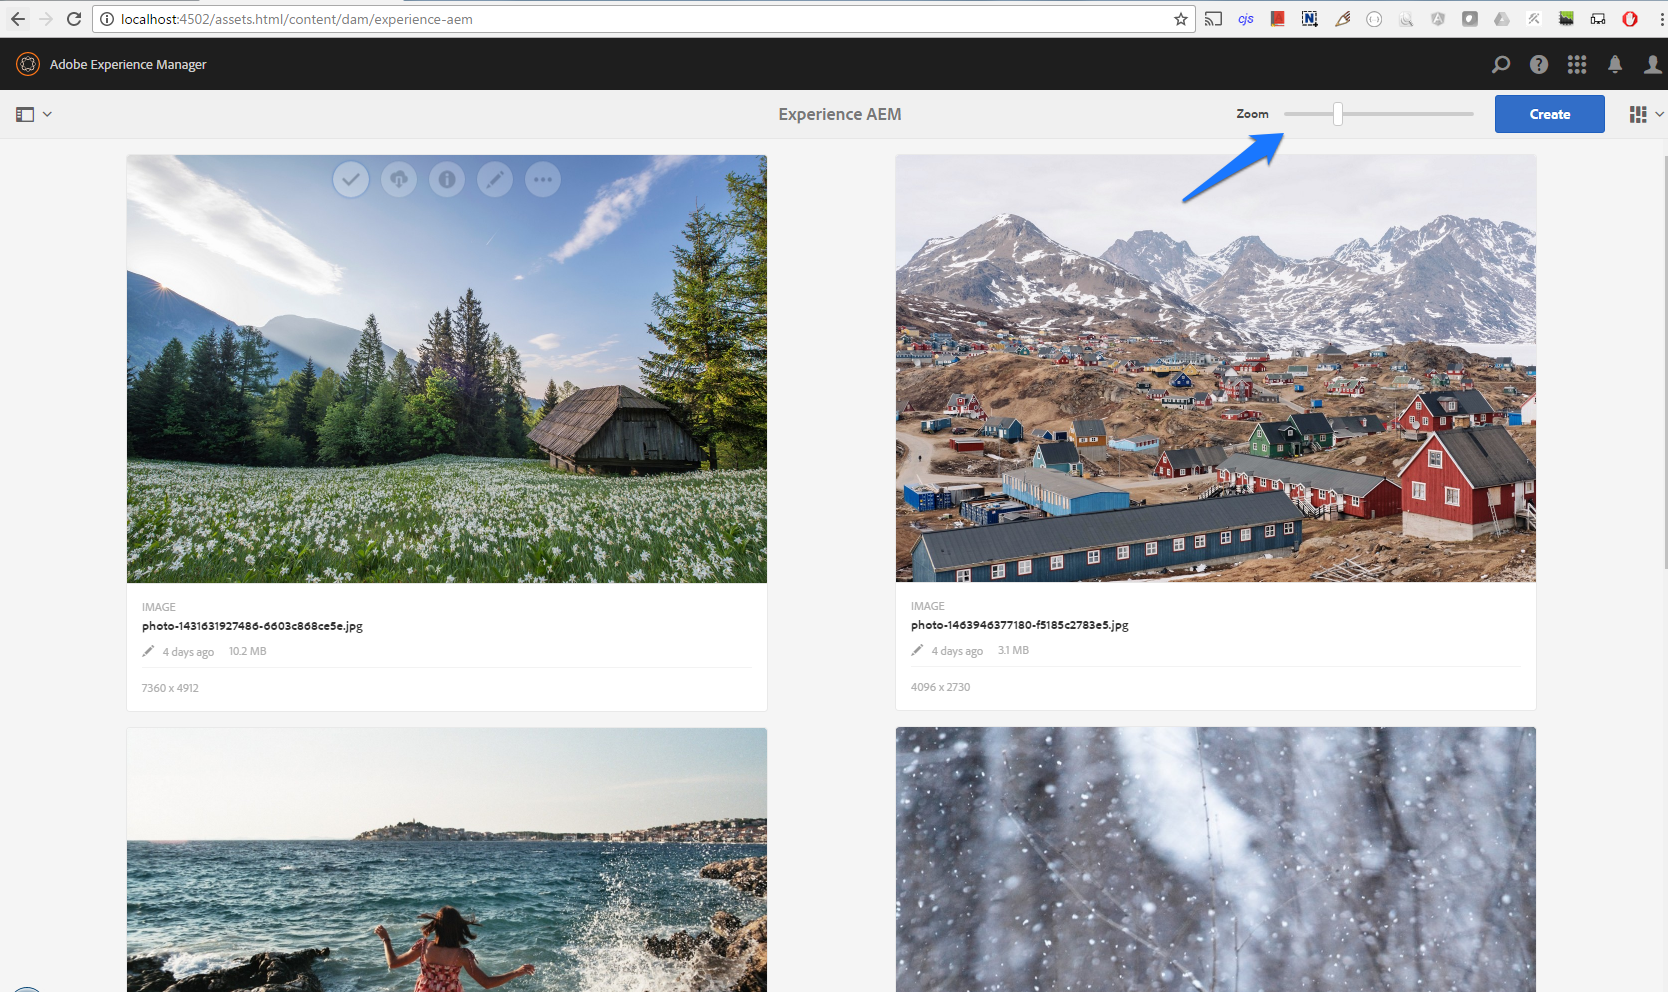 localhost:4502/assets.html/content/dam/experience-aem
cjs
Adobe Experience Manager
Experience AEM
Zoom
Create
IMAGE
photo-1431631927486-6603c868ce5e.jpg
4 days ago 10.2 MB
7360 x 4912
IMAGE
photo-1463946377180-f5185c2783e5.jpg
4 days ago 3.1 MB
4096 x 2730